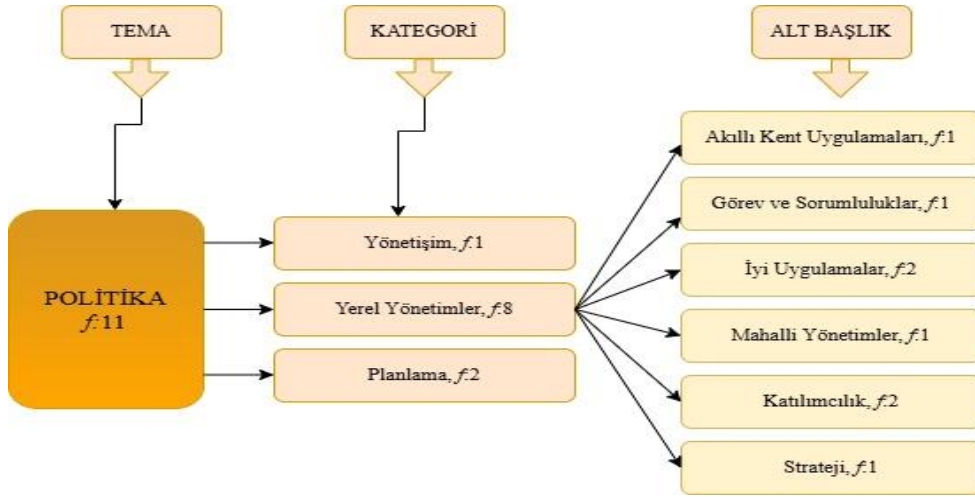 TEMA
KATEGORİ
ALT BAŞLIK
POLİTİKA
f:11
Yönetişim, f:1
Yerel Yönetimler, f:8
Planlama, f:2
Akıllı Kent Uygulamaları, f:1
Görev ve Sorumluluklar, f:1
İyi Uygulamalar, f:2
Mahalli Yönetimler, f:1
Katılımcılık, f:2
Strateji, f:1